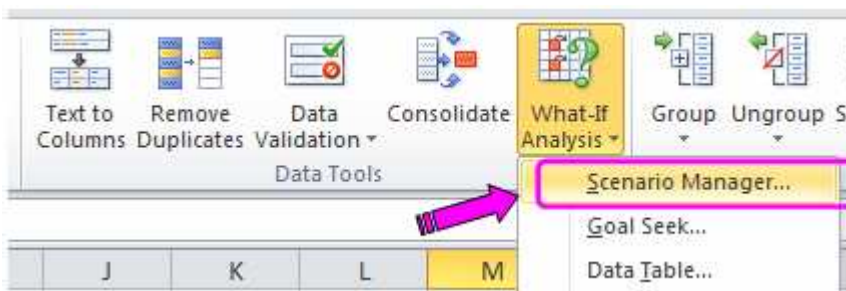 Text to Remove Data Consolidate What-If Group Ungroup S
Columns Duplicates Validation Analysis
Data Tools
Scenario Manager...
Goal Seek...
J K L M Data Table...